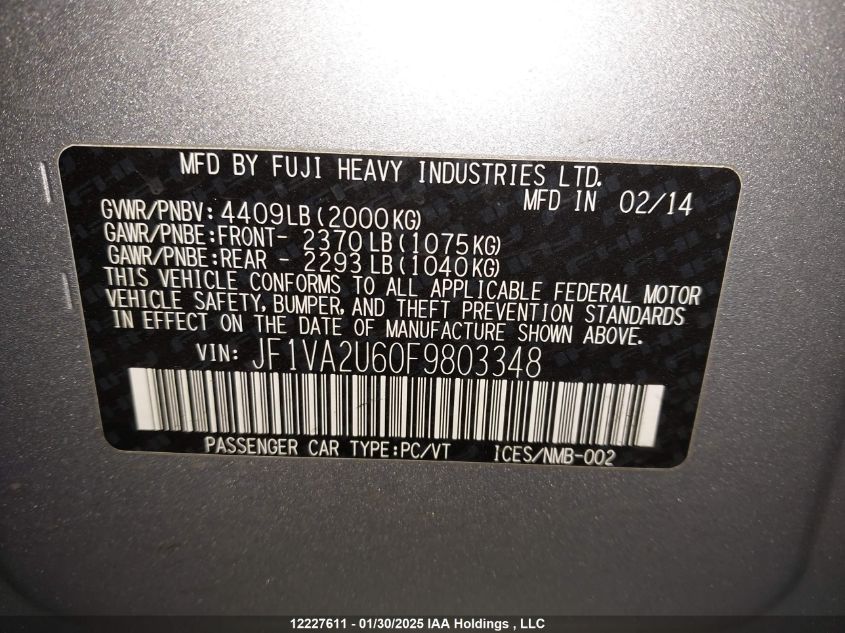 MFD BY FUJI HEAVY INDUSTRIES LTD.
MFD IN 02/14
GVWR/PNBV: 4409LB (2000KG)
GAWR/PNBE:FRONT- 2370LB (1075KG)
GAWR/PNBE:REAR - 2293LB (1040KG)
THIS VEHICLE CONFORMS TO ALL APPLICABLE FEDERAL MOTOR
VEHICLE SAFETY, BUMPER, AND THEFT PREVENTION STANDARDS
IN EFFECT ON THE DATE OF MANUFACTURE SHOWN ABOVE.
VIN: JF1VA2U60F9803348
PASSENGER CAR TYPE:PC/VT ICES/NMB-002
12227611 - 01/30/2025 IAA Holdings , LLC